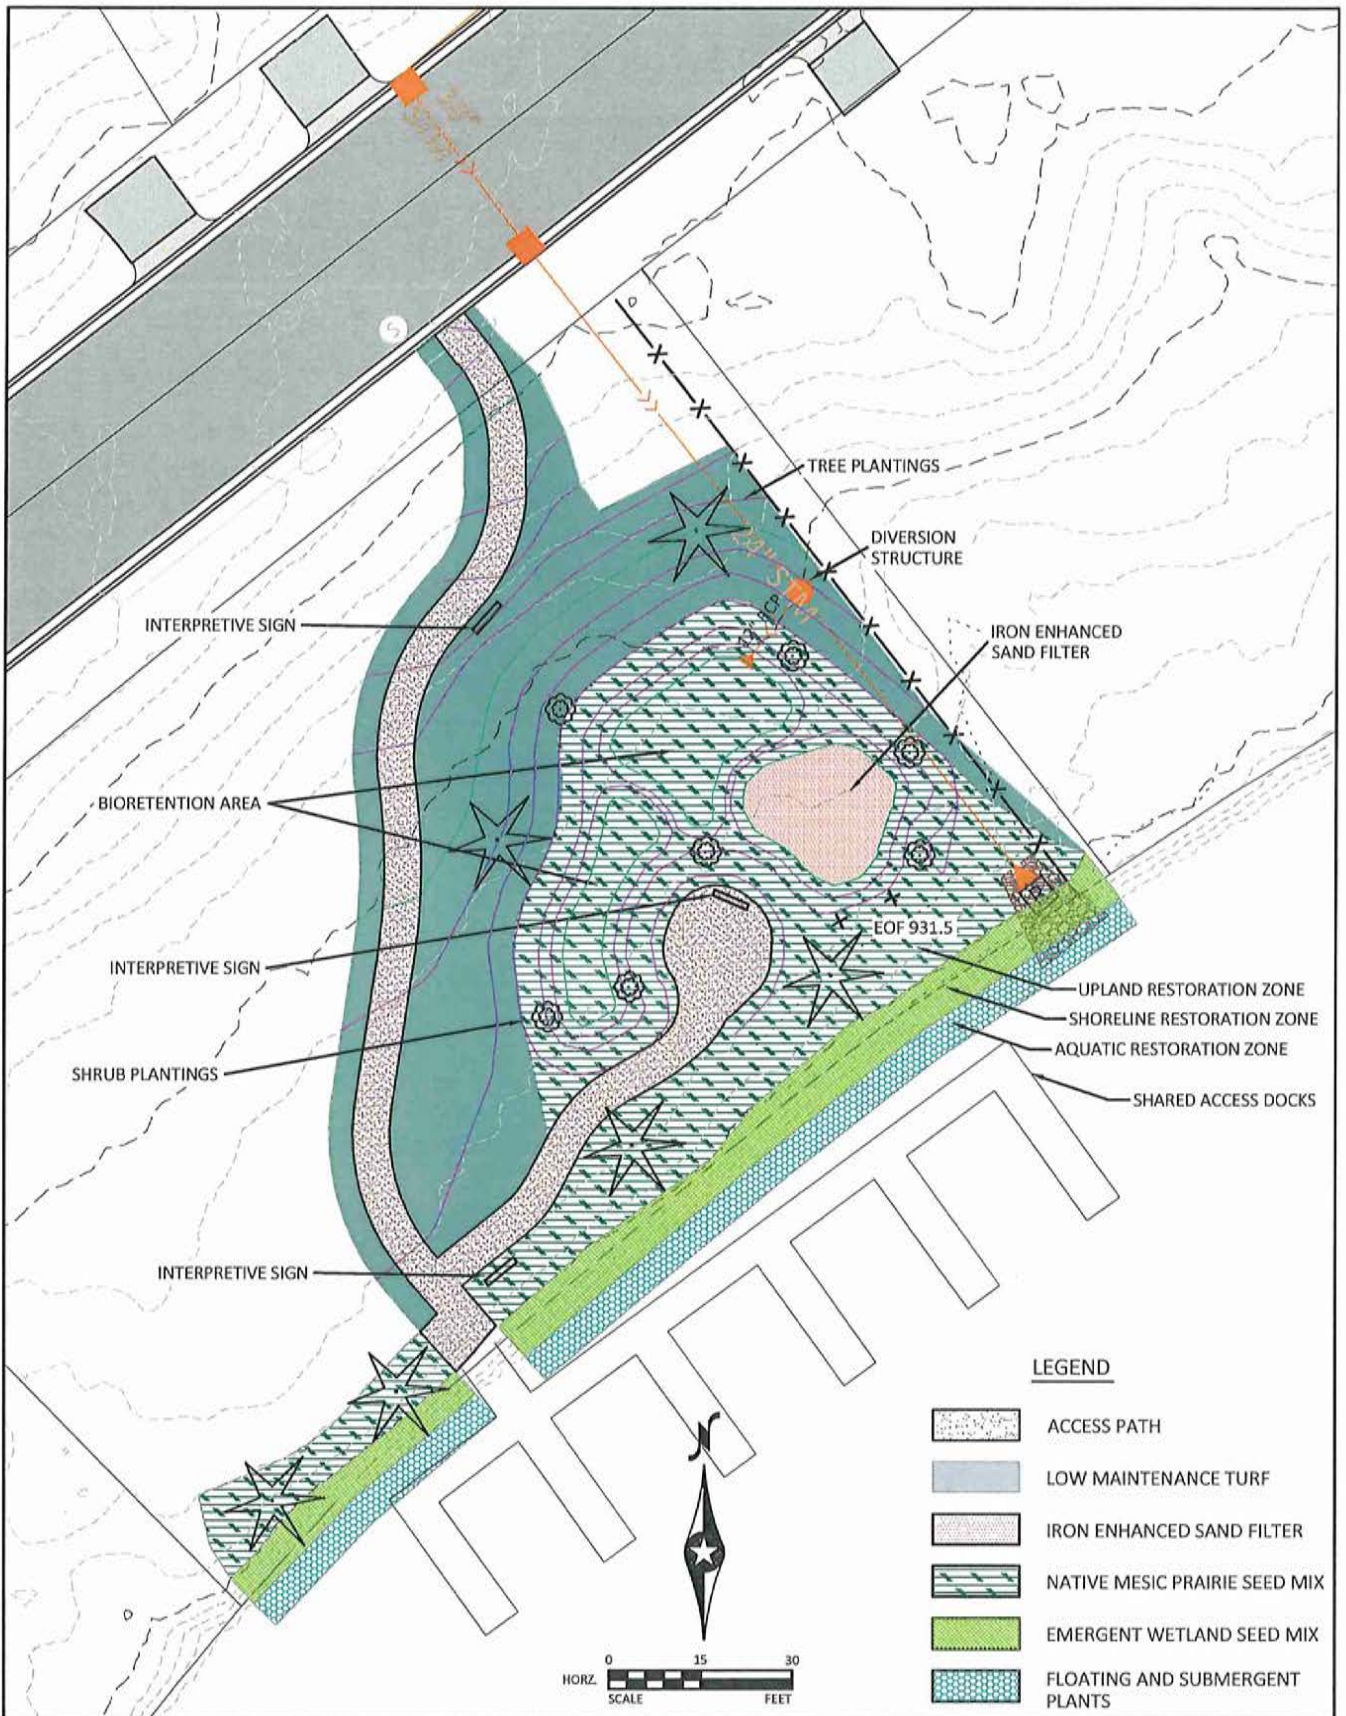 S
TREE PLANTINGS
DIVERSION
STRUCTURE
24" STM
INTERPRETIVE SIGN
IRON ENHANCED
SAND FILTER
BIORETENTION AREA
EOF 931.5
INTERPRETIVE SIGN
UPLAND RESTORATION ZONE
SHORELINE RESTORATION ZONE
AQUATIC RESTORATION ZONE
SHRUB PLANTINGS
SHARED ACCESS DOCKS
INTERPRETIVE SIGN
LEGEND
ACCESS PATH
N
LOW MAINTENANCE TURF
IRON ENHANCED SAND FILTER
NATIVE MESIC PRAIRIE SEED MIX
EMERGENT WETLAND SEED MIX
FLOATING AND SUBMERGENT
PLANTS
0 15 30
HORZ.
SCALE FEET